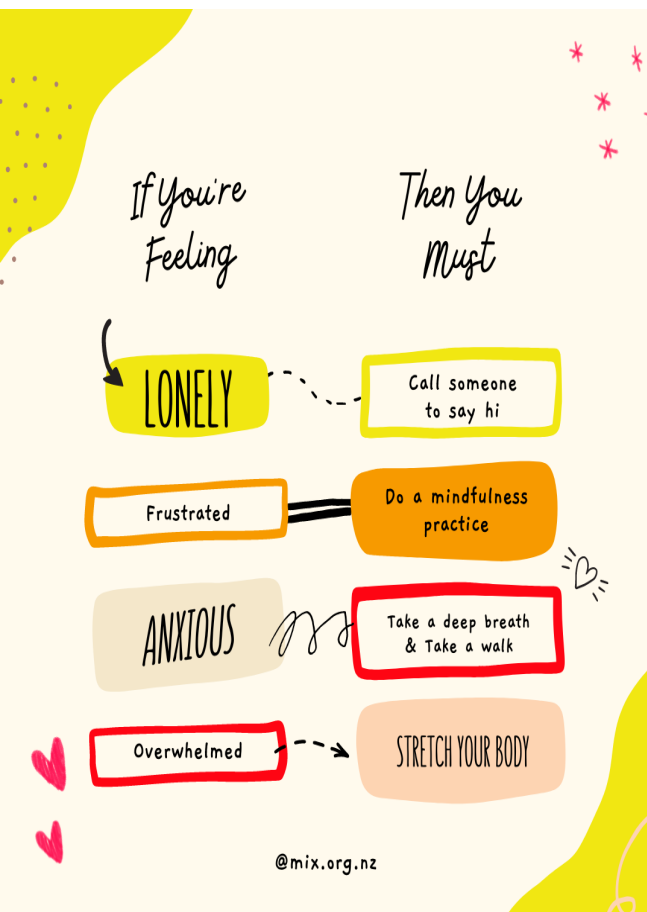 If You're
Feeling
Then You
Must
LONELY
Call someone
to say hi
Frustrated
Do a mindfulness
practice
ANXIOUS
Take a deep breath
& Take a walk
Overwhelmed
STRETCH YOUR BODY
@mix.org.nz